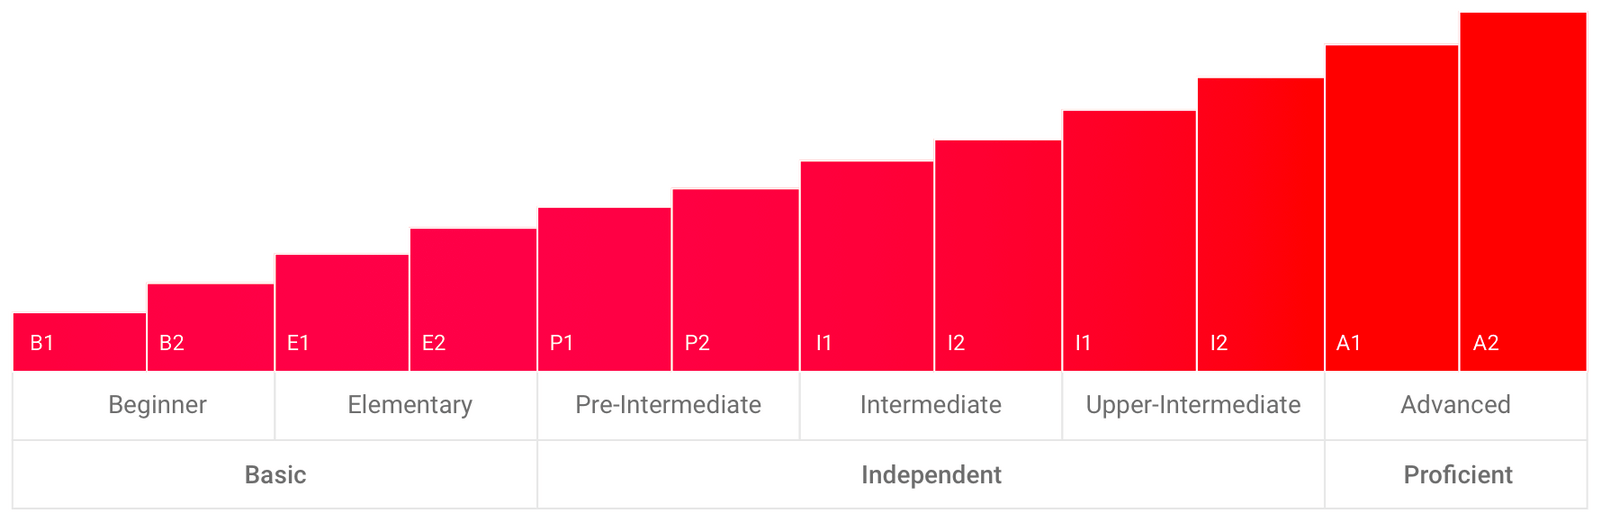 B1 B2 E1 E2 P1 P2 I1 I2 I1 I2 A1 A2
Beginner Elementary Pre-Intermediate Intermediate Upper-Intermediate Advanced
Basic Independent Proficient